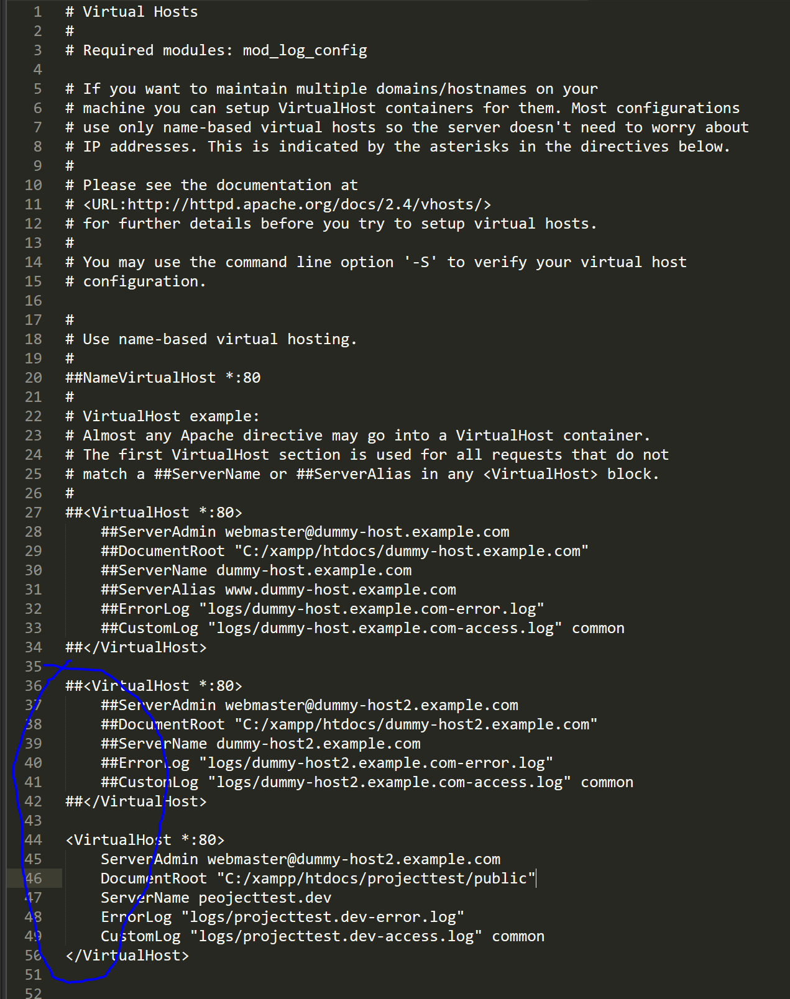 1 # Virtual Hosts
2 #
3 # Required modules: mod_log_config
4
5 # If you want to maintain multiple domains/hostnames on your
6 # machine you can setup VirtualHost containers for them. Most configurations
7 # use only name-based virtual hosts so the server doesn't need to worry about
8 # IP addresses. This is indicated by the asterisks in the directives below.
9 #
10 # Please see the documentation at
11 # <URL:http://httpd.apache.org/docs/2.4/vhosts/>
12 # for further details before you try to setup virtual hosts.
13 #
14 # You may use the command line option '-S' to verify your virtual host
15 # configuration.
16
17 #
18 # Use name-based virtual hosting.
19 #
20 ##NameVirtualHost *:80
21 #
22 # VirtualHost example:
23 # Almost any Apache directive may go into a VirtualHost container.
24 # The first VirtualHost section is used for all requests that do not
25 # match a ##ServerName or ##ServerAlias in any <VirtualHost> block.
26 #
27 ##<VirtualHost *:80>
28 ##ServerAdmin webmaster@dummy-host.example.com
29 ##DocumentRoot "C:/xampp/htdocs/dummy-host.example.com"
30 ##ServerName dummy-host.example.com
31 ##ServerAlias www.dummy-host.example.com
32 ##ErrorLog "logs/dummy-host.example.com-error.log"
33 ##CustomLog "logs/dummy-host.example.com-access.log" common
34 ##</VirtualHost>
35
36 ##<VirtualHost *:80>
37 ##ServerAdmin webmaster@dummy-host2.example.com
38 ##DocumentRoot "C:/xampp/htdocs/dummy-host2.example.com"
39 ##ServerName dummy-host2.example.com
40 ##ErrorLog "logs/dummy-host2.example.com-error.log"
41 ##CustomLog "logs/dummy-host2.example.com-access.log" common
42 ##</VirtualHost>
43
44 <VirtualHost *:80>
45 ServerAdmin webmaster@dummy-host2.example.com
46 DocumentRoot "C:/xampp/htdocs/projecttest/public"
47 ServerName peojecttest.dev
48 ErrorLog "logs/projecttest.dev-error.log"
49 CustomLog "logs/projecttest.dev-access.log" common
50 </VirtualHost>
51
52